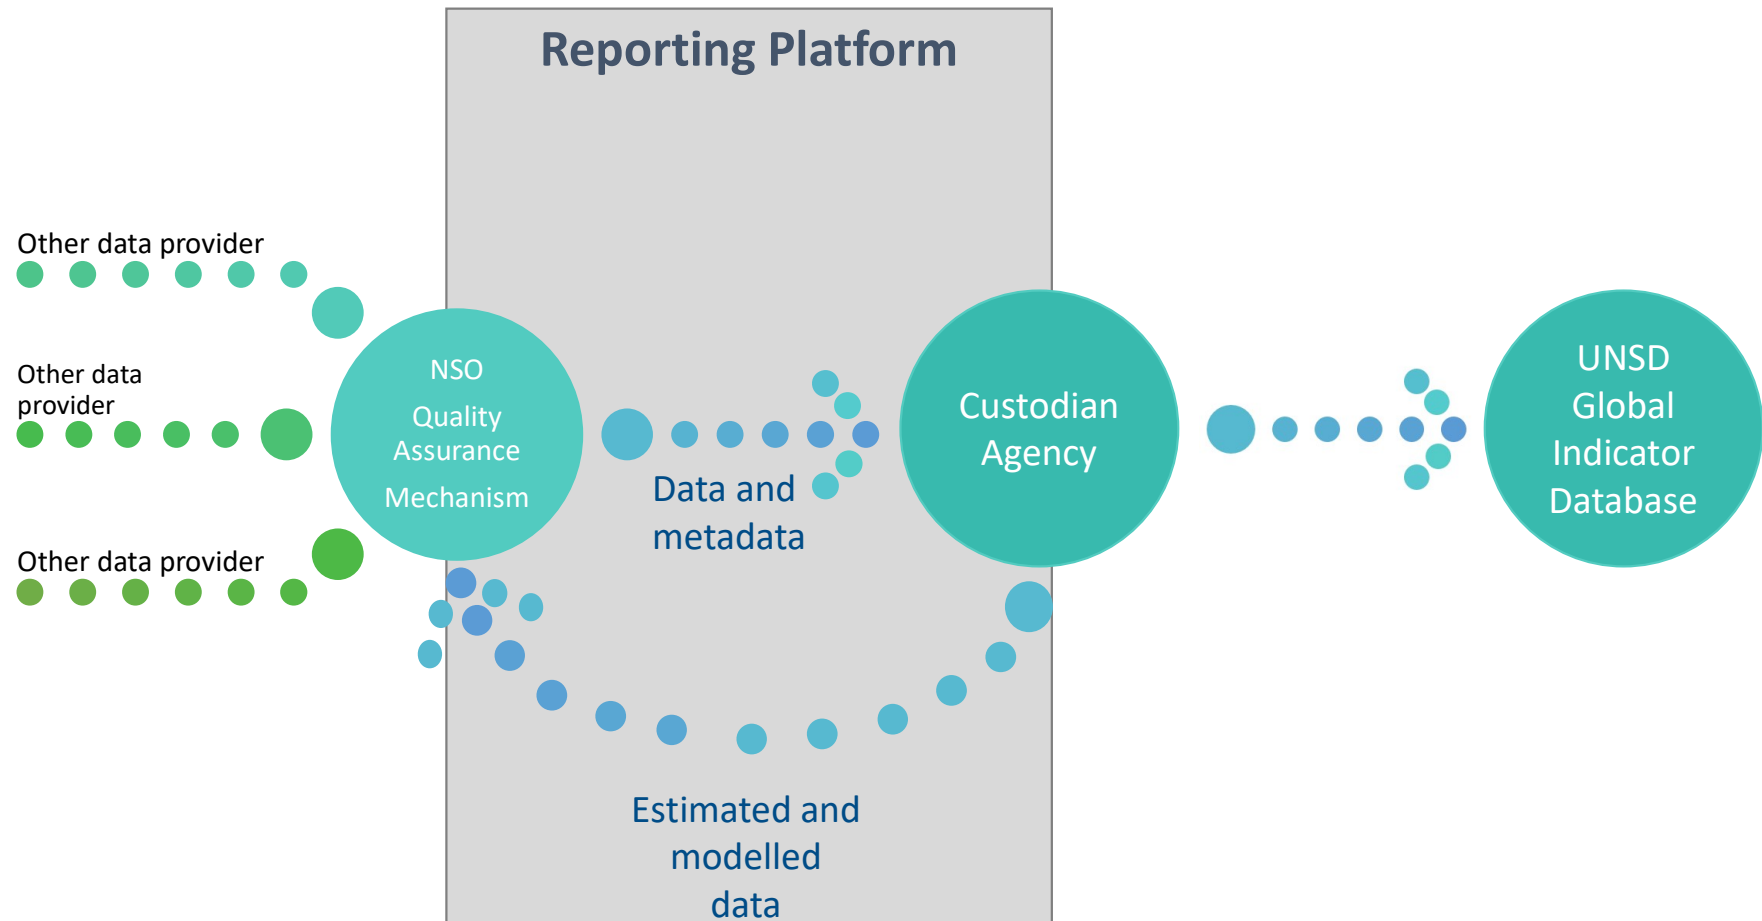 Reporting Platform
Other data provider
Other data
provider
Other data provider
NSO
Quality
Assurance
Mechanism
Data and
metadata
Custodian
Agency
UNSD
Global
Indicator
Database
Estimated and
modelled
data